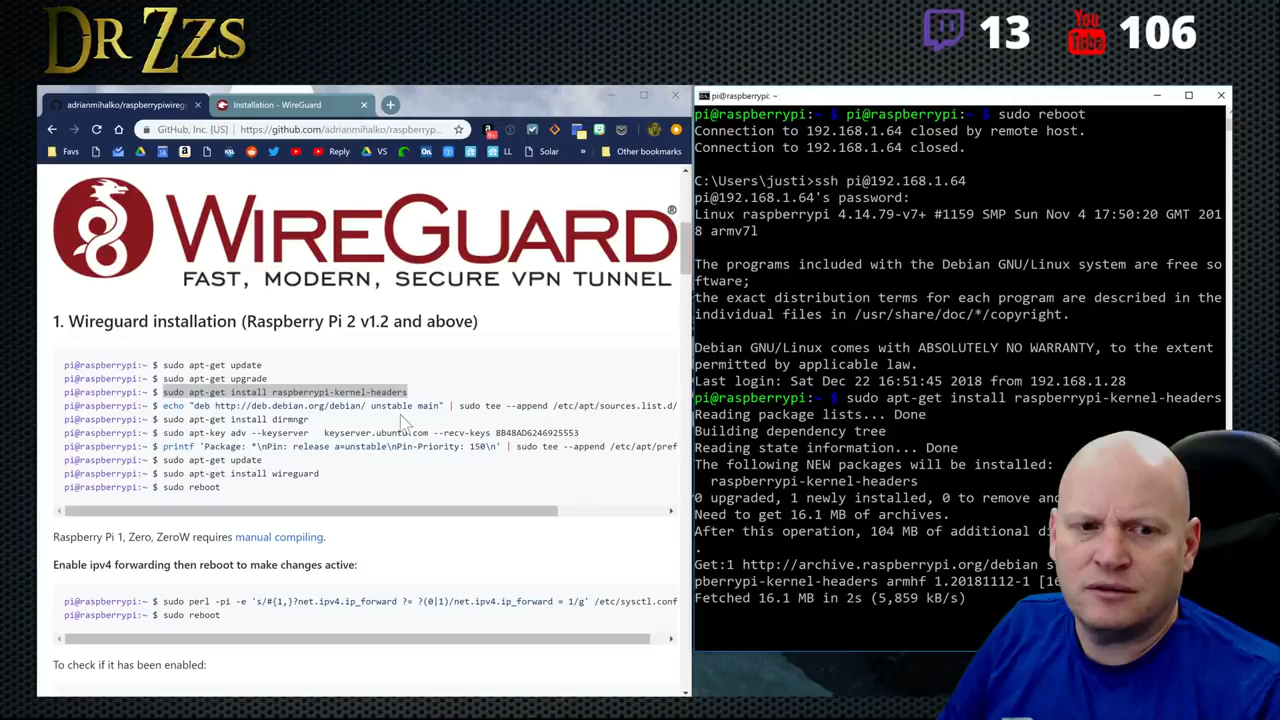 DR ZZS
13
You Tube
106
adrianmihalko/raspberrypiwireg
Installation - WireGuard
GitHub, Inc. [US]
https://github.com/adrianmihalko/raspberryp...
Favs
Reply
VS
On
LL
Solar
»
Other bookmarks
WIREGUARD®
FAST, MODERN, SECURE VPN TUNNEL
1. Wireguard installation (Raspberry Pi 2 v1.2 and above)
pi@raspberrypi:~ $ sudo apt-get update
pi@raspberrypi:~ $ sudo apt-get upgrade
pi@raspberrypi:~ $ sudo apt-get install raspberrypi-kernel-headers
pi@raspberrypi:~ $ echo "deb http://deb.debian.org/debian/ unstable main" | sudo tee --append /etc/apt/sources.list.d/
pi@raspberrypi:~ $ sudo apt-get install dirmngr
pi@raspberrypi:~ $ sudo apt-key adv --keyserver keyserver.ubuntu.com --recv-keys 8B48AD6246925553
pi@raspberrypi:~ $ printf 'Package: *\nPin: release a=unstable\nPin-Priority: 150\n' | sudo tee --append /etc/apt/pref
pi@raspberrypi:~ $ sudo apt-get update
pi@raspberrypi:~ $ sudo apt-get install wireguard
pi@raspberrypi:~ $ sudo reboot
Raspberry Pi 1, Zero, ZeroW requires manual compiling.
Enable ipv4 forwarding then reboot to make changes active:
pi@raspberrypi:~ $ sudo perl -pi -e 's/#{1,}?net.ipv4.ip_forward ?= ?(0|1)/net.ipv4.ip_forward = 1/g' /etc/sysctl.conf
pi@raspberrypi:~ $ sudo reboot
To check if it has been enabled:
pi@raspberrypi: ~
pi@raspberrypi:~ $ pi@raspberrypi:~ $ sudo reboot
Connection to 192.168.1.64 closed by remote host.
Connection to 192.168.1.64 closed.
C:\Users\justi>ssh pi@192.168.1.64
pi@192.168.1.64's password:
Linux raspberrypi 4.14.79-v7+ #1159 SMP Sun Nov 4 17:50:20 GMT 201
8 armv7l
The programs included with the Debian GNU/Linux system are free so
ftware;
the exact distribution terms for each program are described in the
individual files in /usr/share/doc/*/copyright.
Debian GNU/Linux comes with ABSOLUTELY NO WARRANTY, to the extent
permitted by applicable law.
Last login: Sat Dec 22 16:51:45 2018 from 192.168.1.28
pi@raspberrypi:~ $ sudo apt-get install raspberrypi-kernel-headers
Reading package lists... Done
Building dependency tree
Reading state information... Done
The following NEW packages will be installed:
raspberrypi-kernel-headers
0 upgraded, 1 newly installed, 0 to remove and
Need to get 16.1 MB of archives.
After this operation, 104 MB of additional di
.
Get:1 http://archive.raspberrypi.org/debian s
pberrypi-kernel-headers armhf 1.20181112-1 [16
Fetched 16.1 MB in 2s (5,859 kB/s)